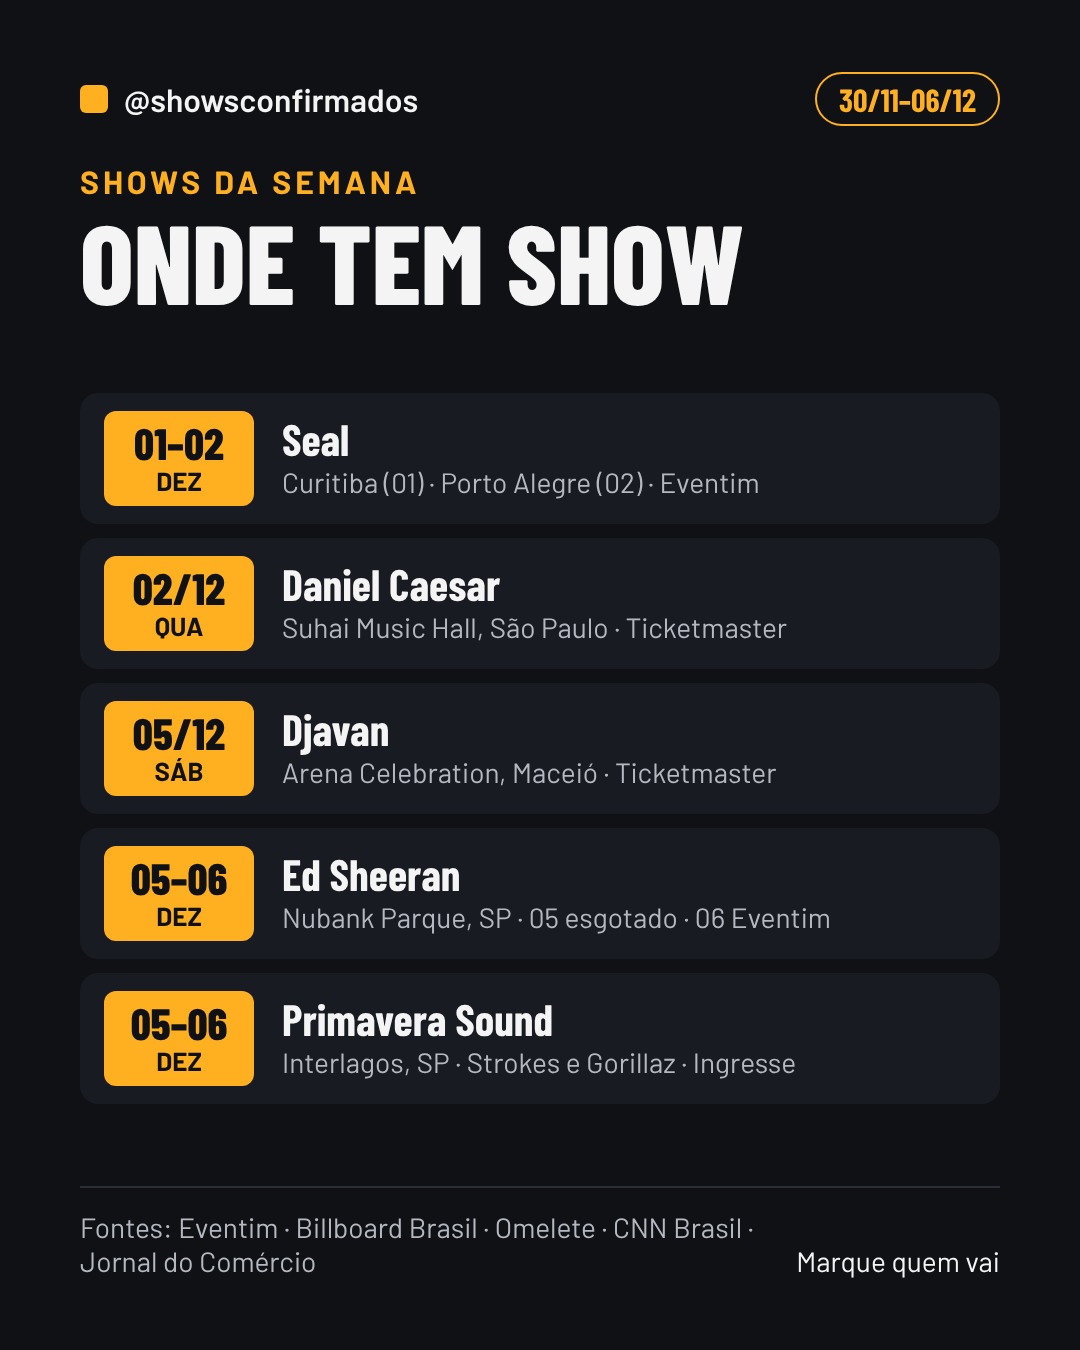 @showsconfirmados
30/11–06/12
SHOWS DA SEMANA
ONDE TEM SHOW
01–02
DEZ
Seal
Curitiba (01) · Porto Alegre (02) · Eventim
02/12
QUA
Daniel Caesar
Suhai Music Hall, São Paulo · Ticketmaster
05/12
SÁB
Djavan
Arena Celebration, Maceió · Ticketmaster
05–06
DEZ
Ed Sheeran
Nubank Parque, SP · 05 esgotado · 06 Eventim
05–06
DEZ
Primavera Sound
Interlagos, SP · Strokes e Gorillaz · Ingresse
Fontes: Eventim · Billboard Brasil · Omelete · CNN Brasil ·
Jornal do Comércio
Marque quem vai